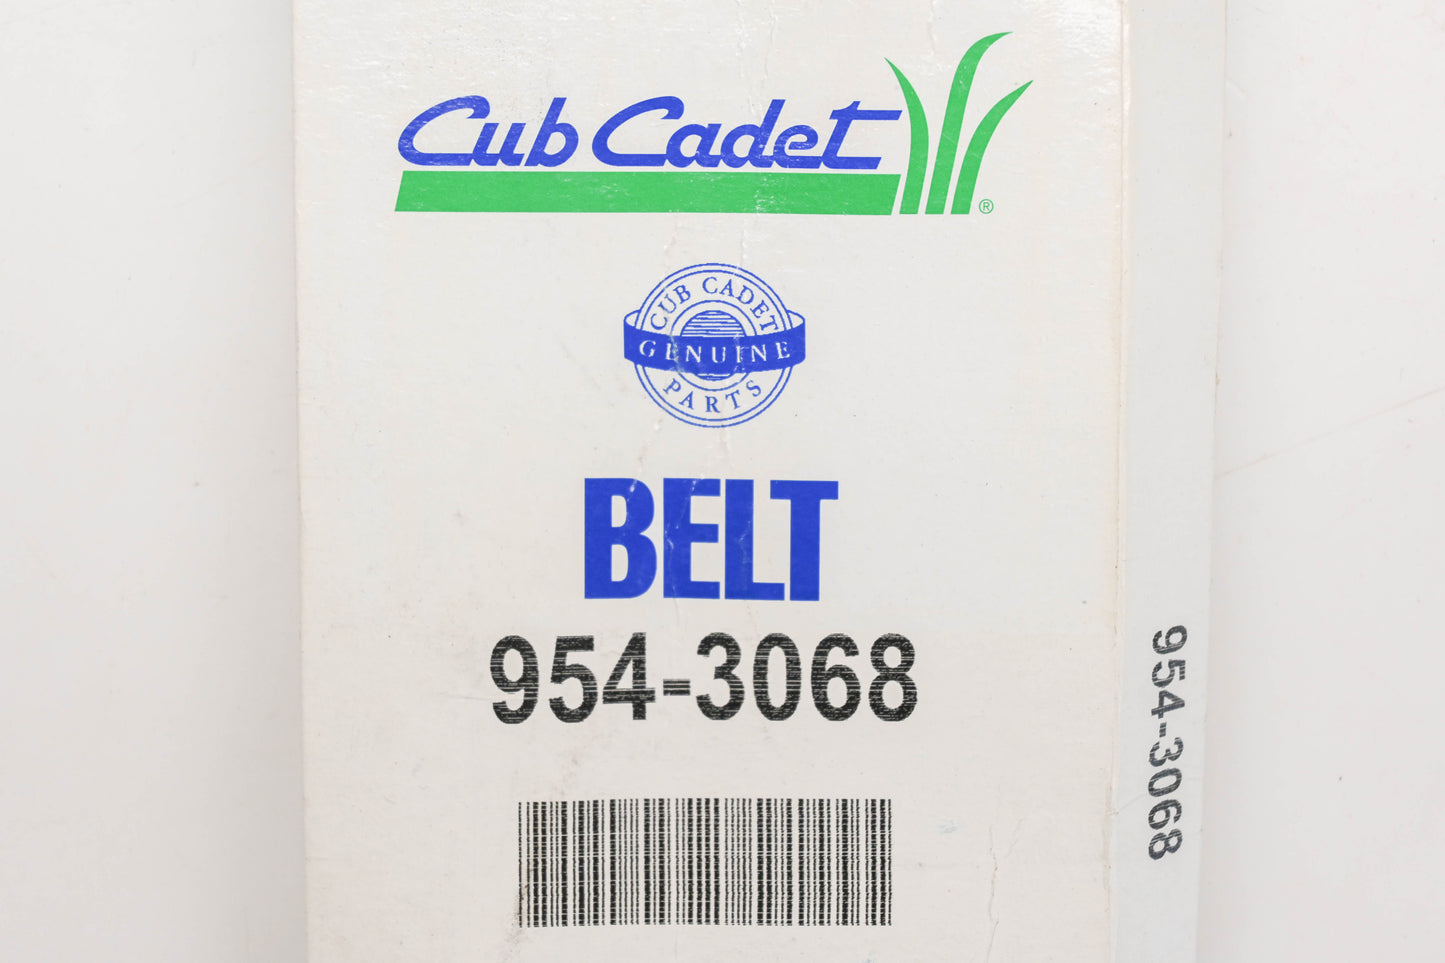 Cub Cadet ®
CUB CADET
GENUINE
PARTS
BELT
954-3068
954-3068